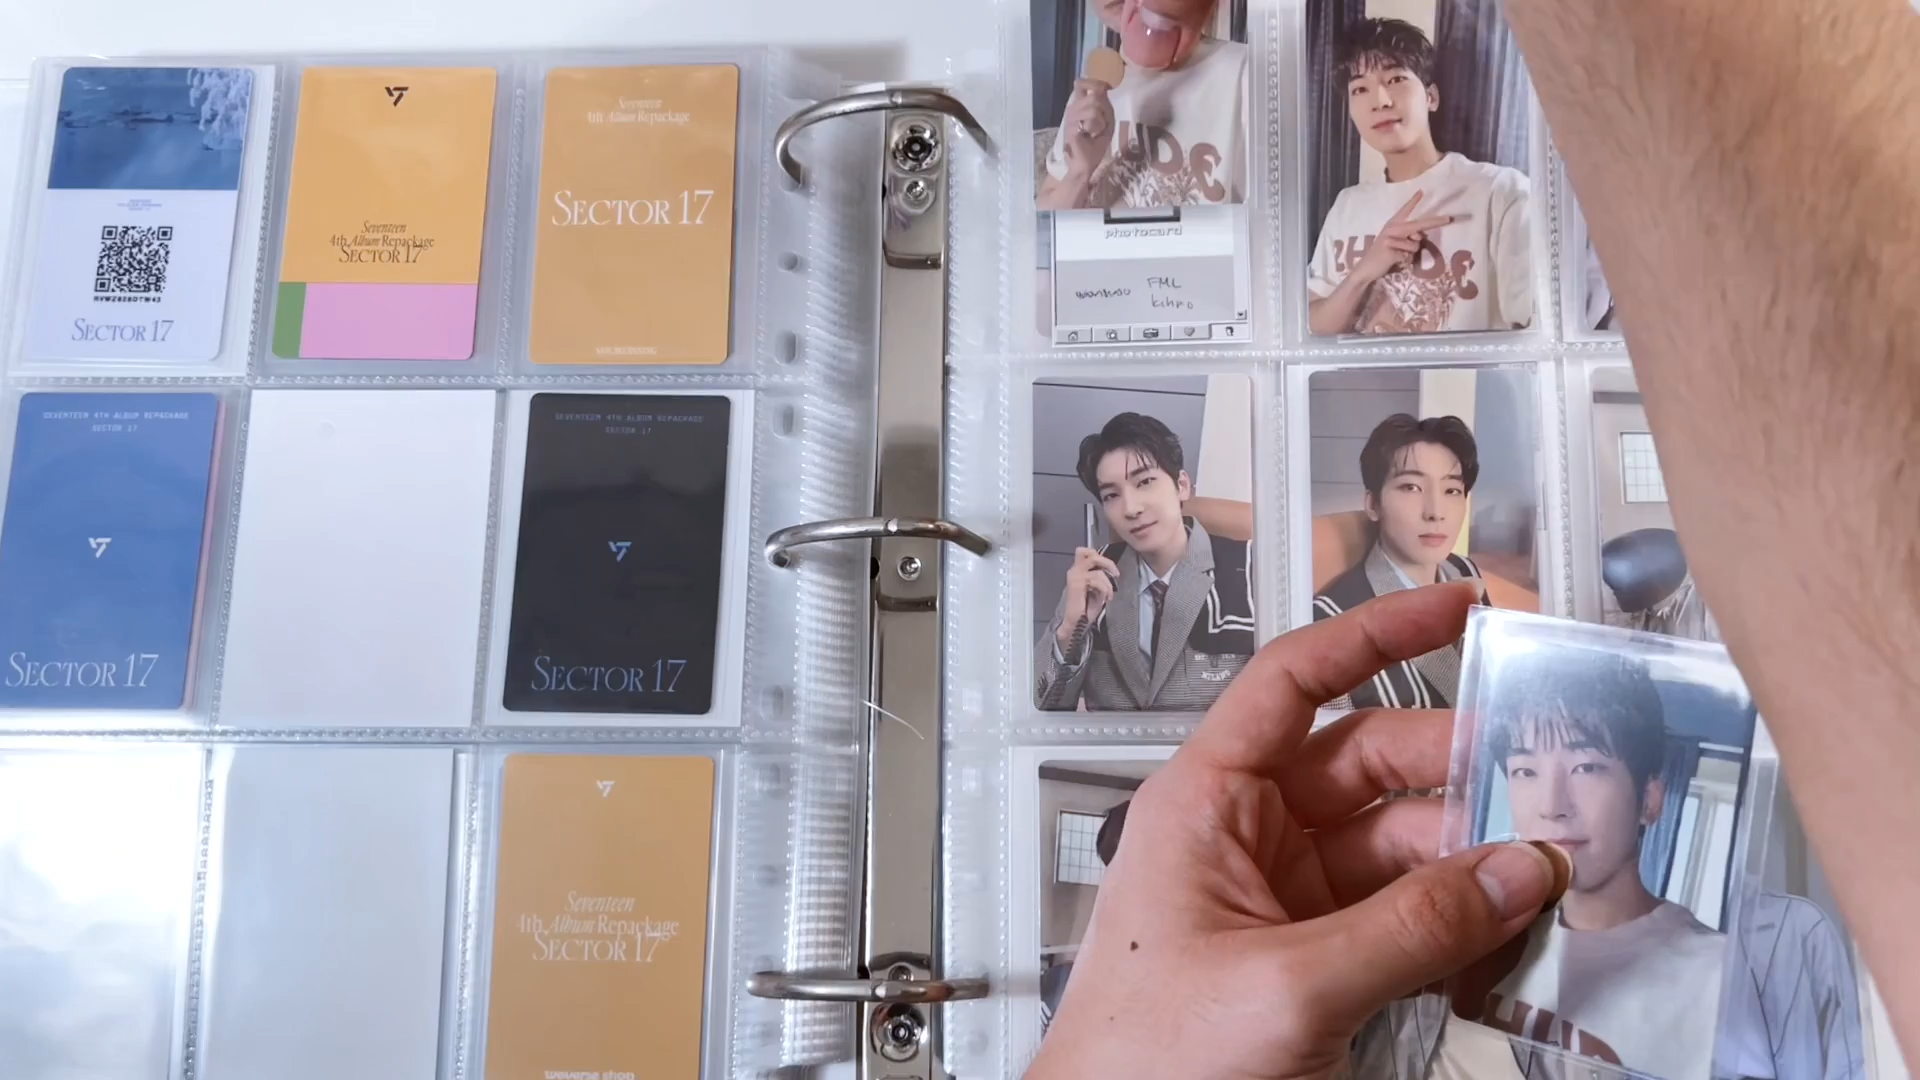 SECTOR 17
Seventeen
4th Album Repackage
SECTOR 17
Seventeen
4th Album Repackage
SECTOR 17
NEW BEGINNING
SEVENTEEN 4TH ALBUM REPACKAGE
SECTOR 17
SECTOR 17
SEVENTEEN 4TH ALBUM REPACKAGE
SECTOR 17
SECTOR 17
Seventeen
4th Album Repackage
SECTOR 17
weverse shop
photocard
wonwoo FML
kihno